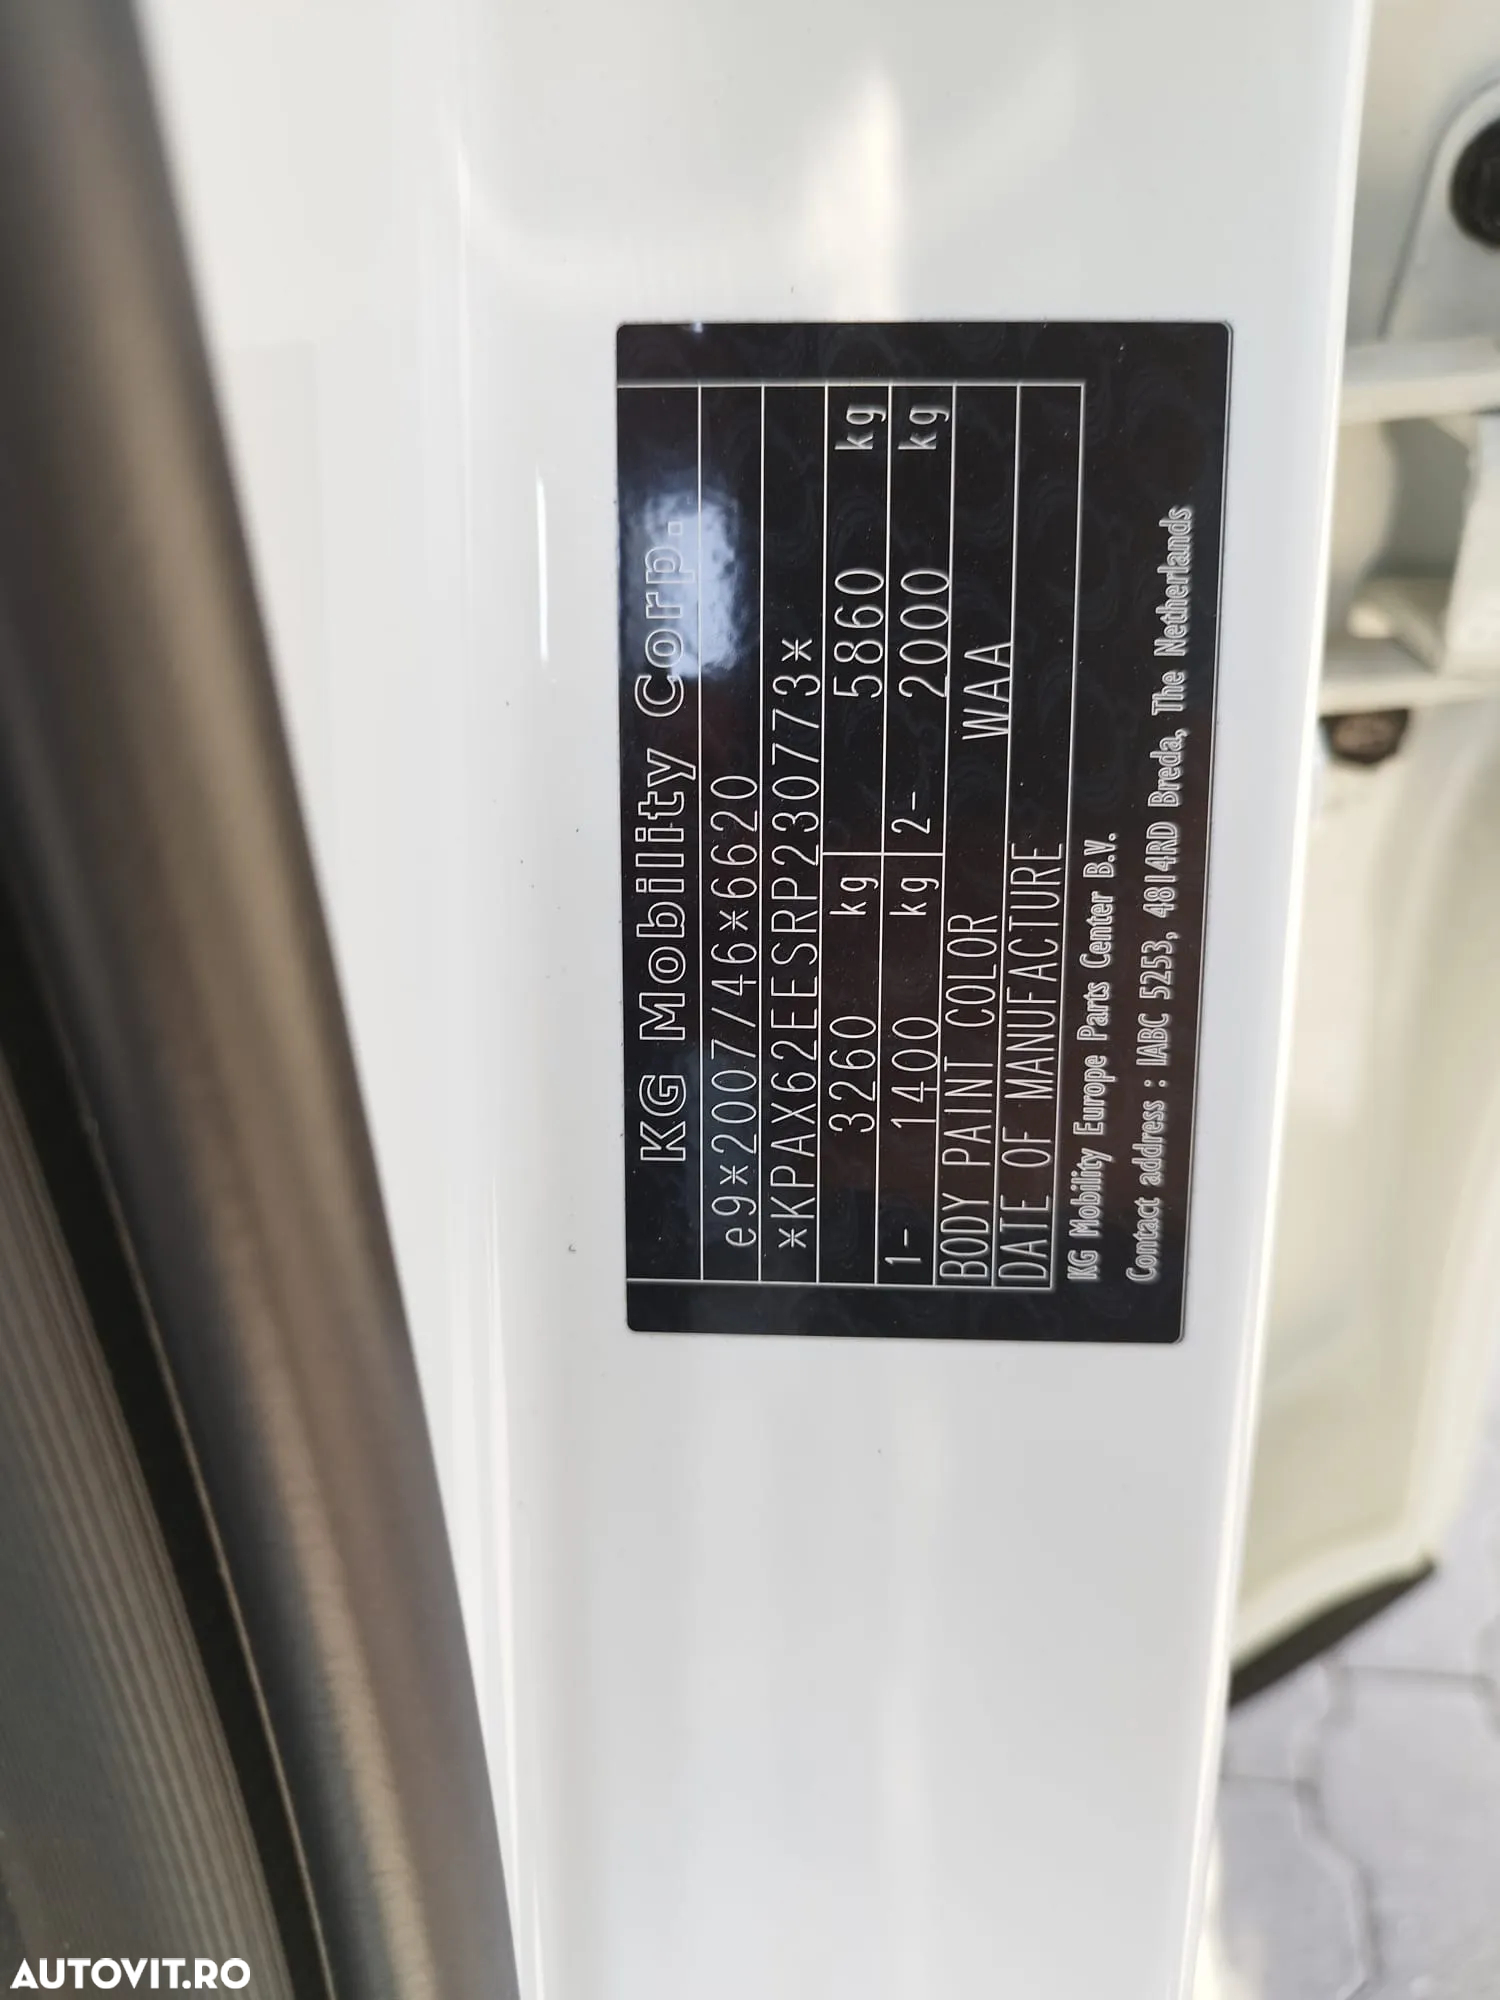 KG Mobility Corp.
e9*2007/46*6620
*KPAX62EESRP230773*
3260 kg 5860 kg
1- 1400 kg 2- 2000 kg
BODY PAINT COLOR WAA
DATE OF MANUFACTURE
KG Mobility Europe Parts Center B.V.
Contact address : IABC 5253, 4814RD Breda, The Netherlands
AUTOVIT.RO